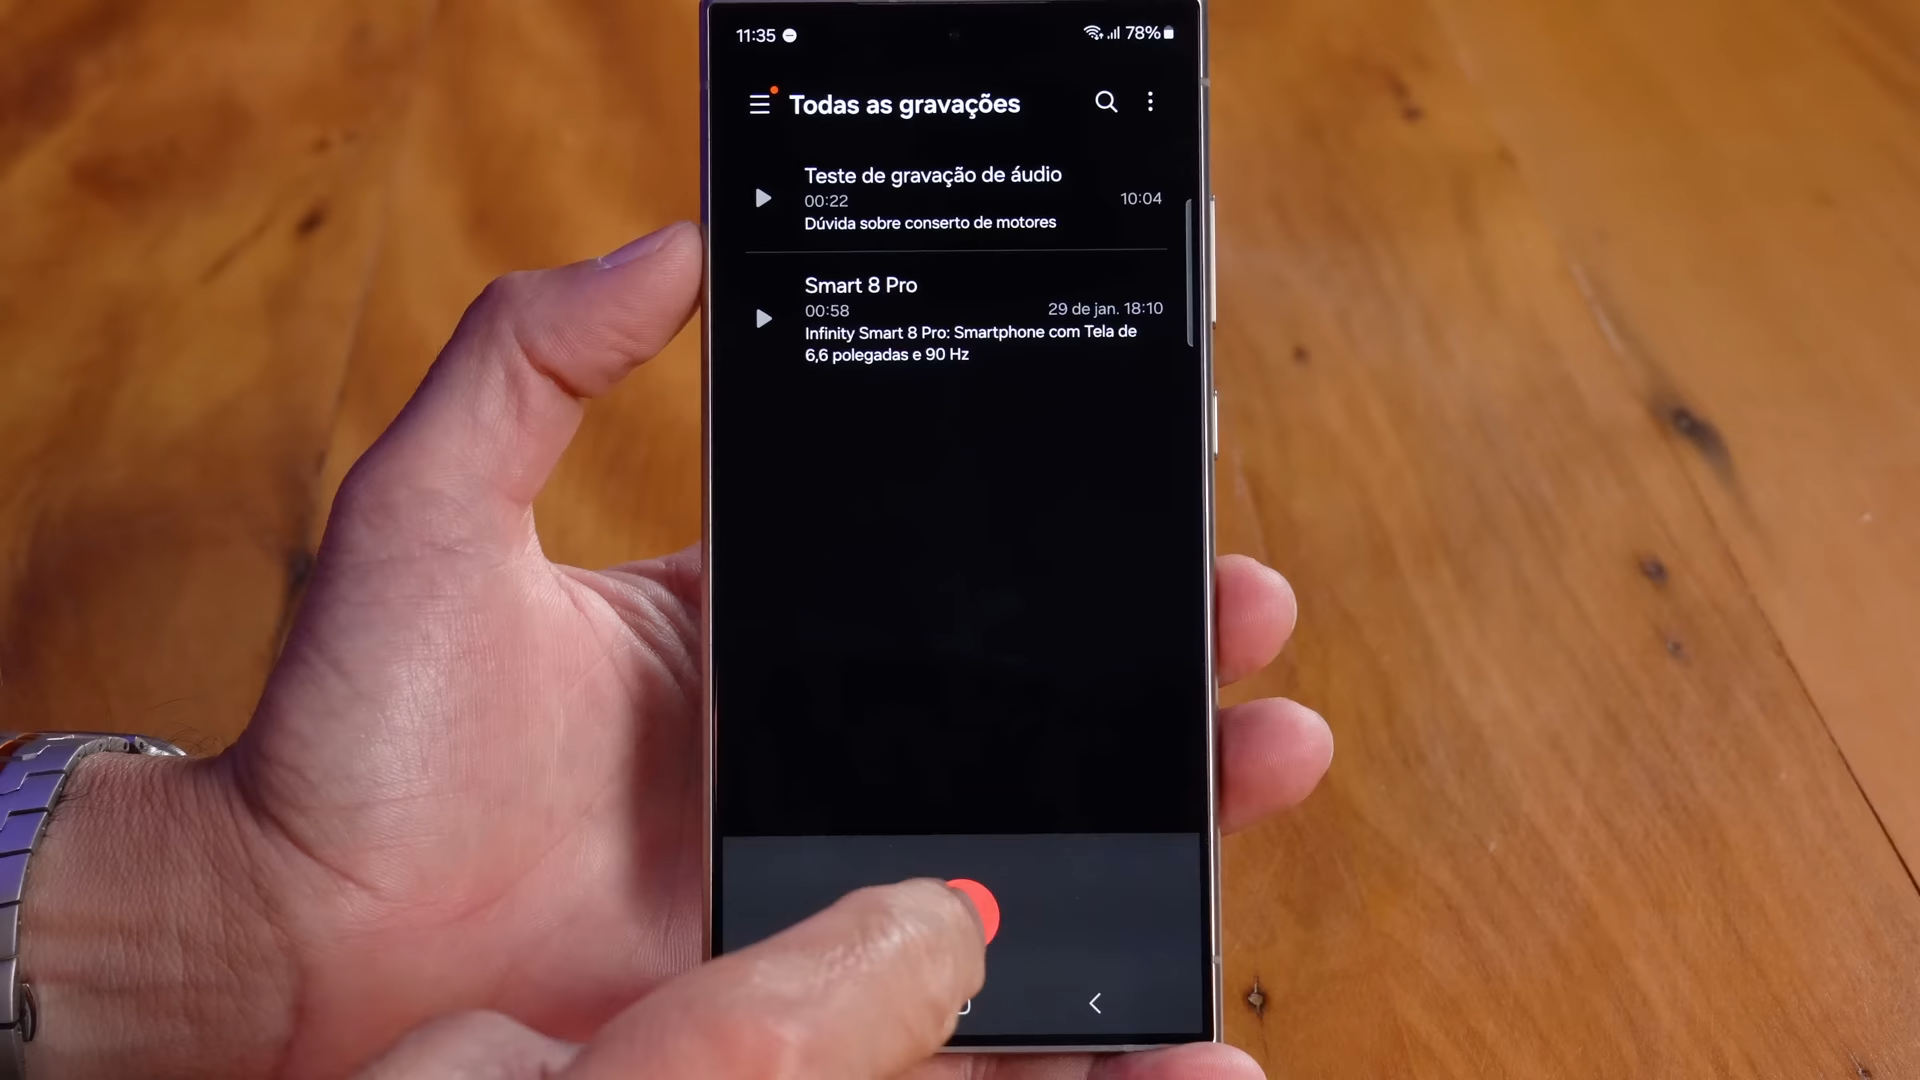 11:35
78%
Todas as gravações
Teste de gravação de áudio
00:22
10:04
Dúvida sobre conserto de motores
Smart 8 Pro
00:58
29 de jan. 18:10
Infinity Smart 8 Pro: Smartphone com Tela de
6,6 polegadas e 90 Hz